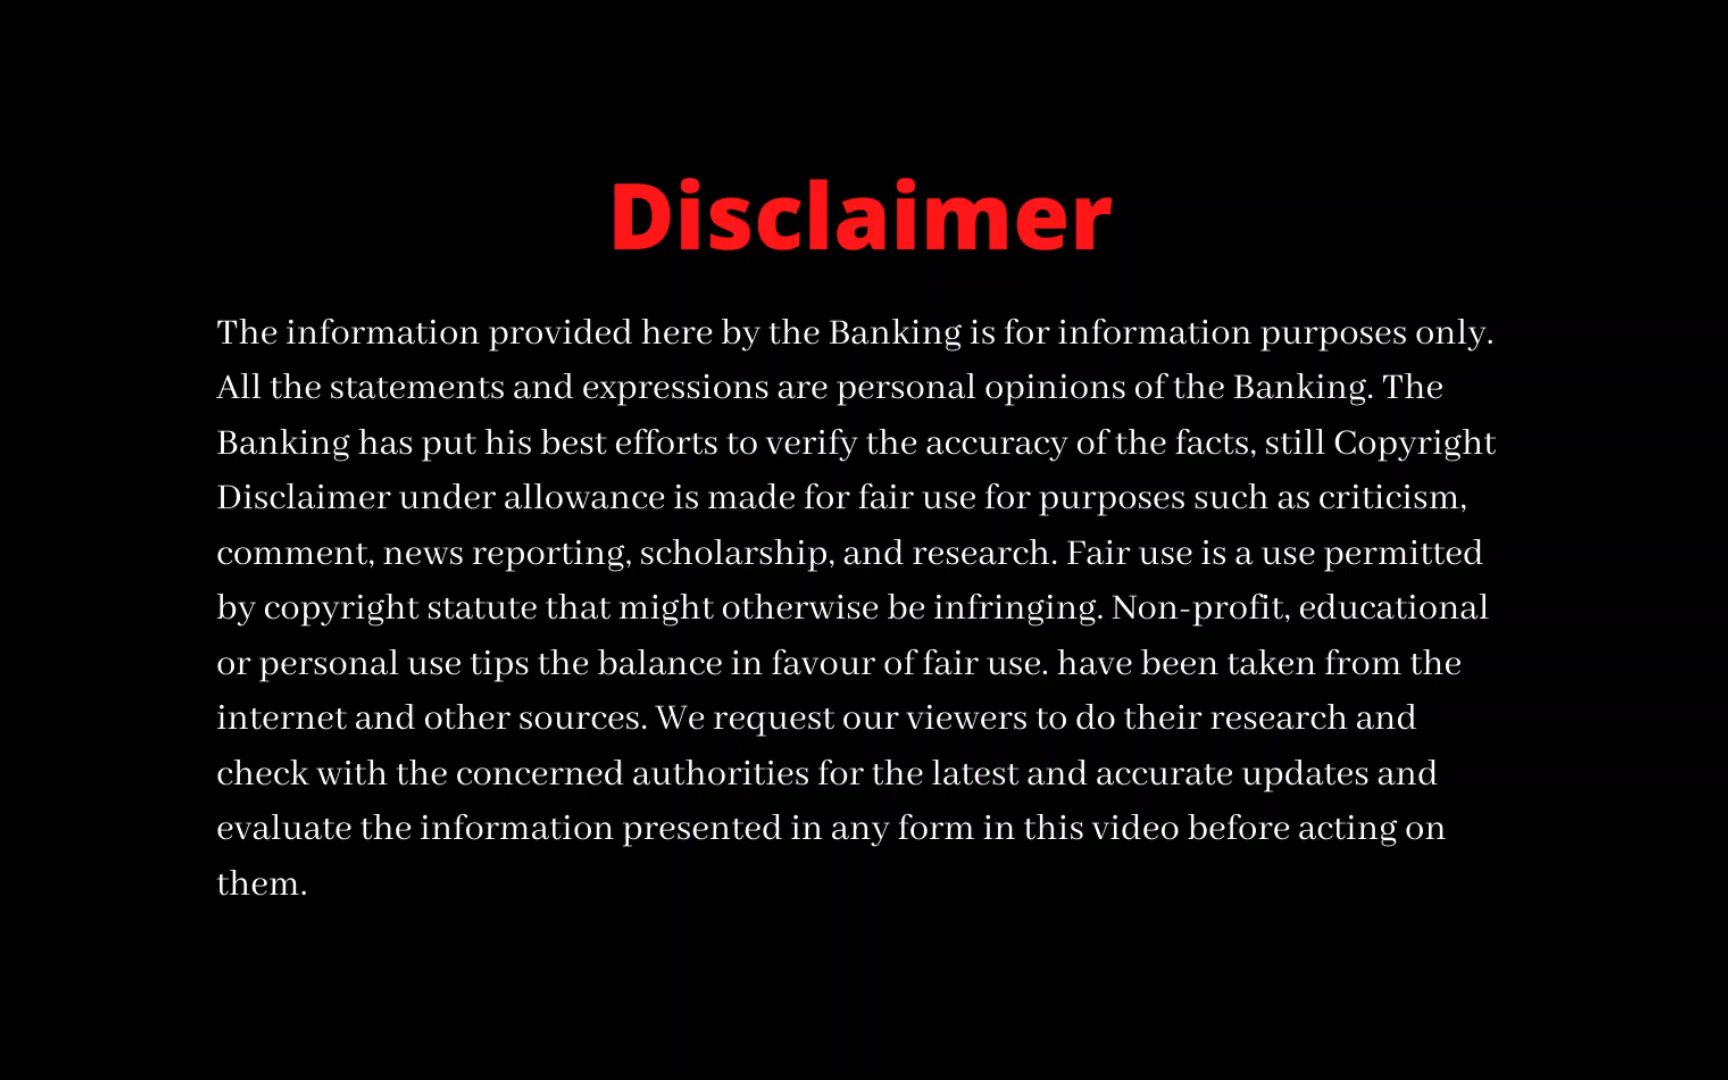 Disclaimer
The information provided here by the Banking is for information purposes only.
All the statements and expressions are personal opinions of the Banking. The
Banking has put his best efforts to verify the accuracy of the facts, still Copyright
Disclaimer under allowance is made for fair use for purposes such as criticism,
comment, news reporting, scholarship, and research. Fair use is a use permitted
by copyright statute that might otherwise be infringing. Non-profit, educational
or personal use tips the balance in favour of fair use. have been taken from the
internet and other sources. We request our viewers to do their research and
check with the concerned authorities for the latest and accurate updates and
evaluate the information presented in any form in this video before acting on
them.